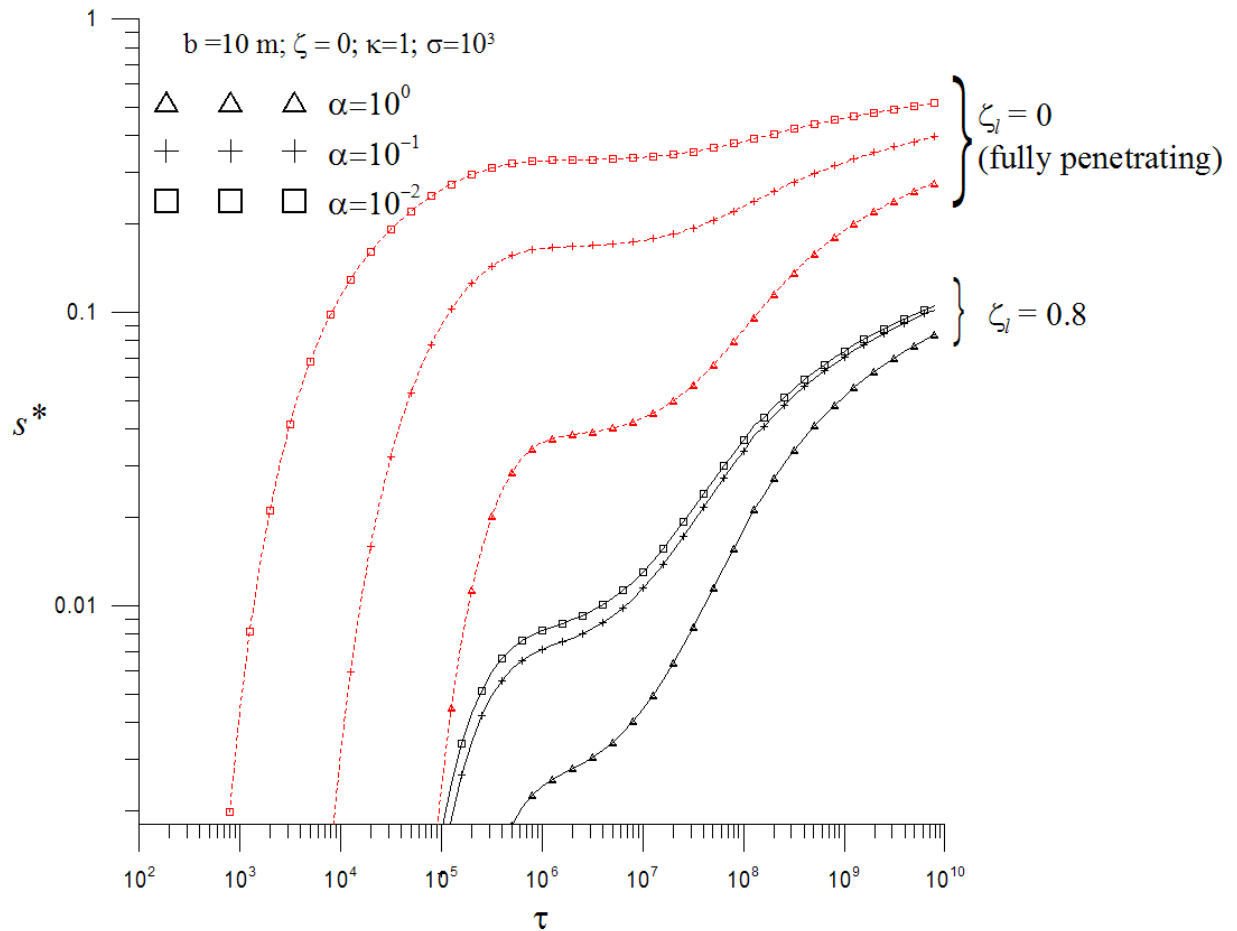 1
b =10 m; ζ = 0; κ=1; σ=10³
α=10⁰
α=10⁻¹
α=10⁻²
ζₗ = 0
(fully penetrating)
0.1
ζₗ = 0.8
s*
0.01
10² 10³ 10⁴ 10⁵ 10⁶ 10⁷ 10⁸ 10⁹ 10¹⁰
τ